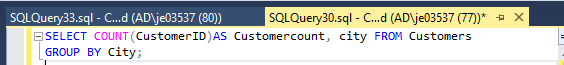 SQLQuery33.sql - C...d (AD\je03537 (80))
SQLQuery30.sql - C...d (AD\je03537 (77))*
SELECT COUNT(CustomerID)AS Customercount, city FROM Customers
GROUP BY City;